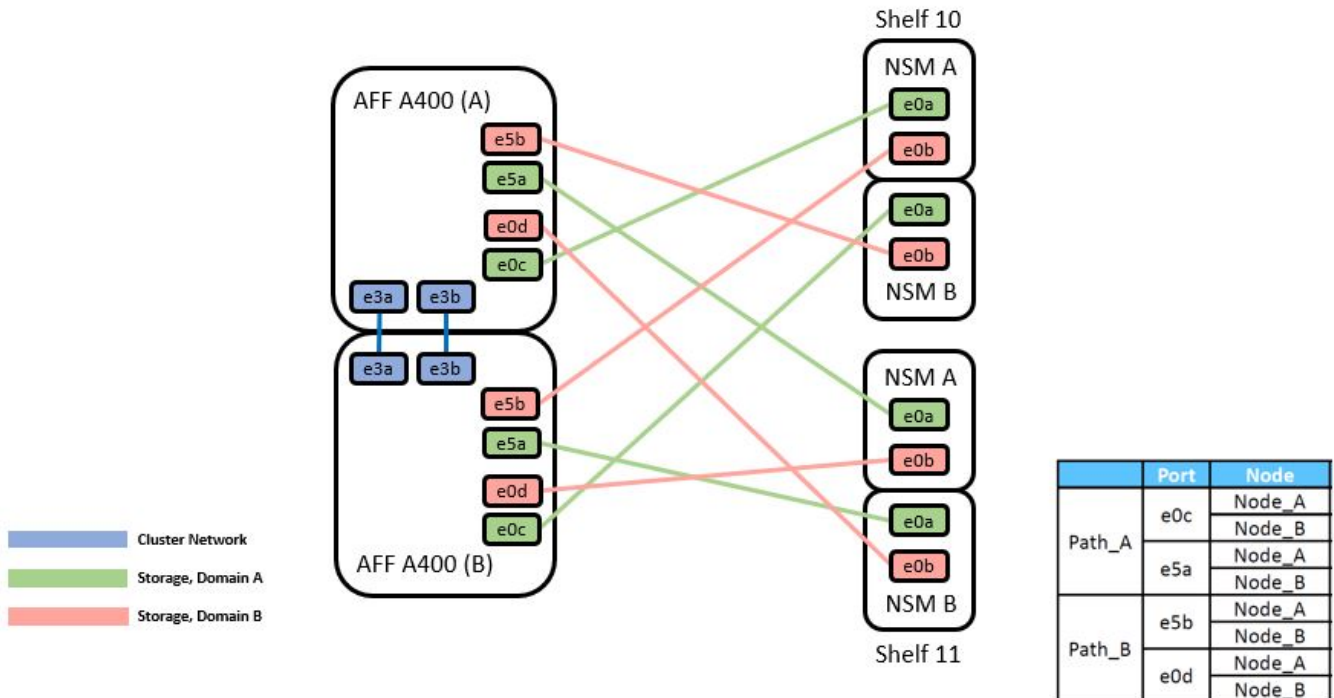 Shelf 10
NSM A
e0a
e0b
e0a
e0b
NSM B
AFF A400 (A)
e5b
e5a
e0d
e0c
e3a e3b
e3a e3b
e5b
e5a
e0d
e0c
AFF A400 (B)
NSM A
e0a
e0b
e0a
e0b
NSM B
Shelf 11
Cluster Network
Storage, Domain A
Storage, Domain B
Port Node
Path_A e0c Node_A
Node_B
e5a Node_A
Node_B
Path_B e5b Node_A
Node_B
e0d Node_A
Node_B